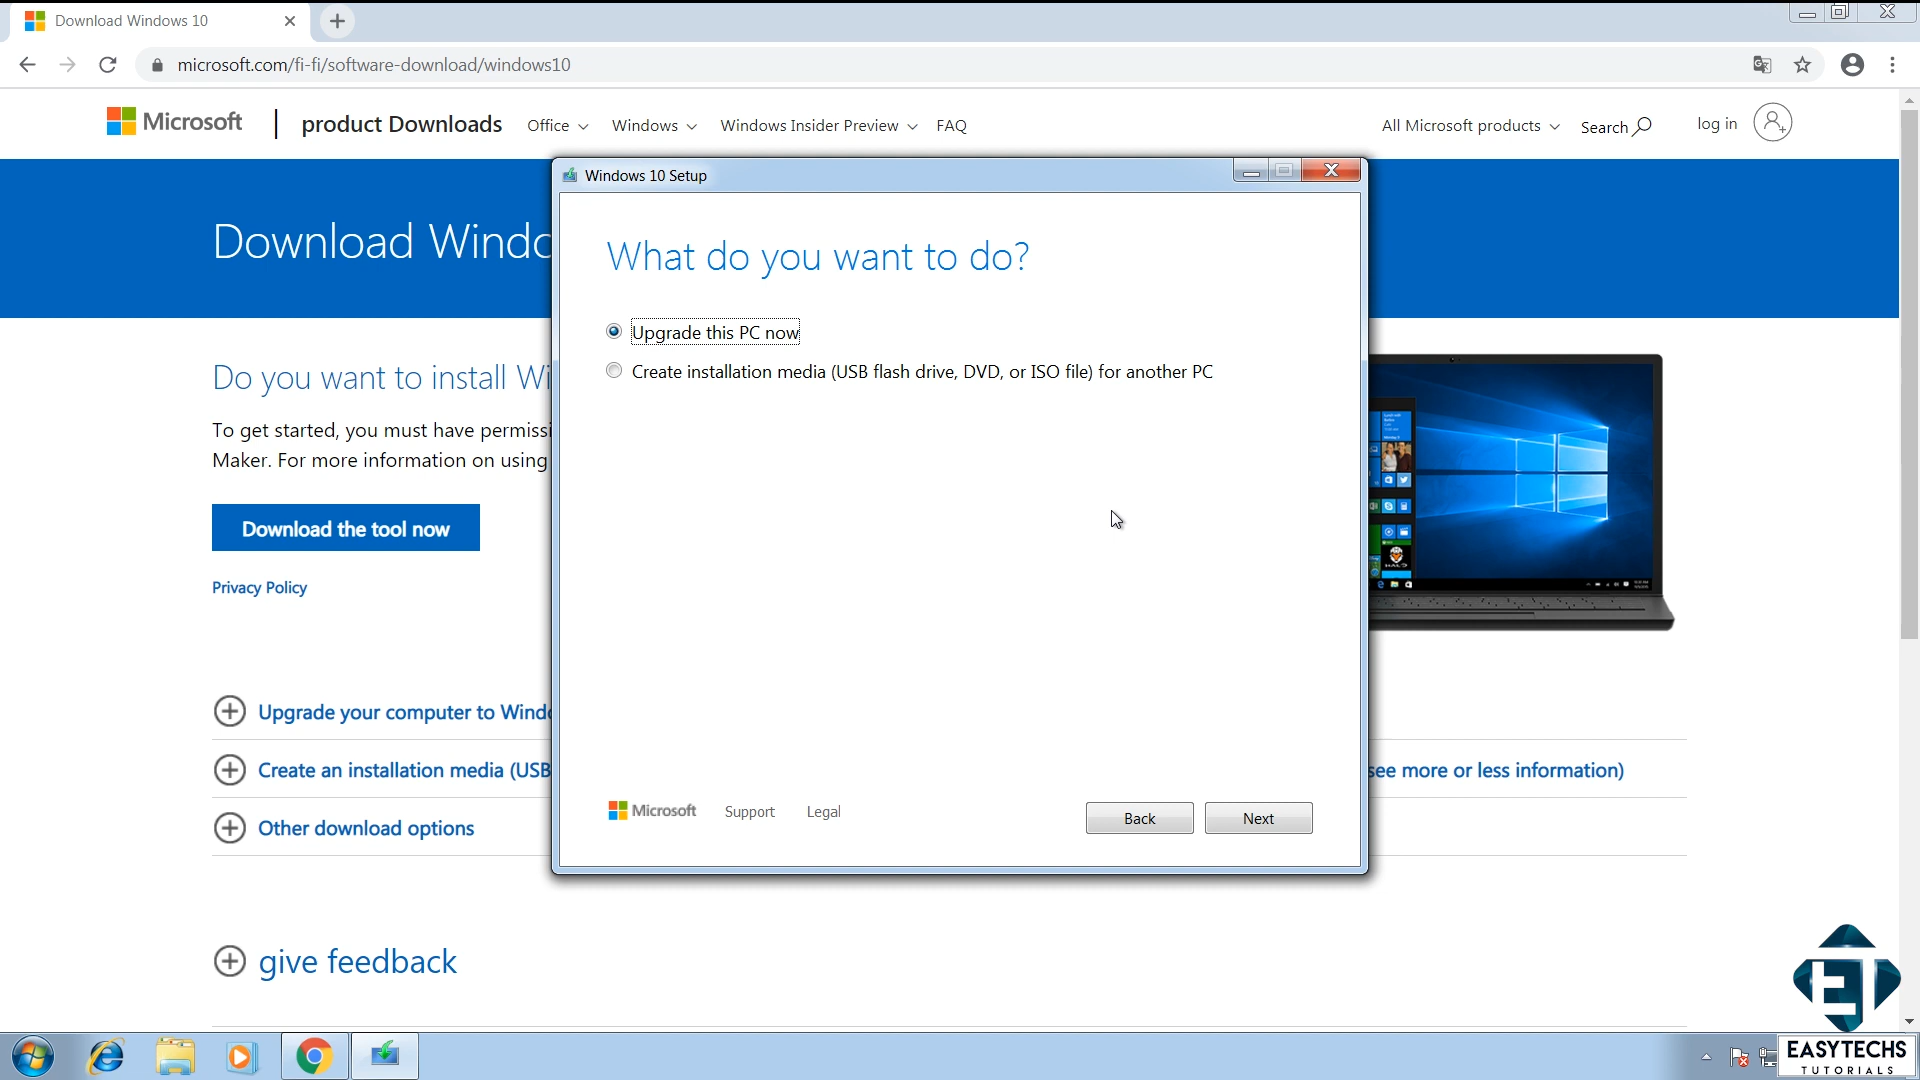 Download Windows 10
microsoft.com/fi-fi/software-download/windows10
Microsoft
product Downloads
Office
Windows
Windows Insider Preview
FAQ
All Microsoft products
Search
log in
Windows 10 Setup
Download Windo
What do you want to do?
Upgrade this PC now
Create installation media (USB flash drive, DVD, or ISO file) for another PC
Do you want to install Wi
To get started, you must have permissi
Maker. For more information on using
Download the tool now
Privacy Policy
Upgrade your computer to Windo
Create an installation media (USB
see more or less information)
Other download options
Microsoft
Support
Legal
Back
Next
give feedback
EASYTECHS
TUTORIALS